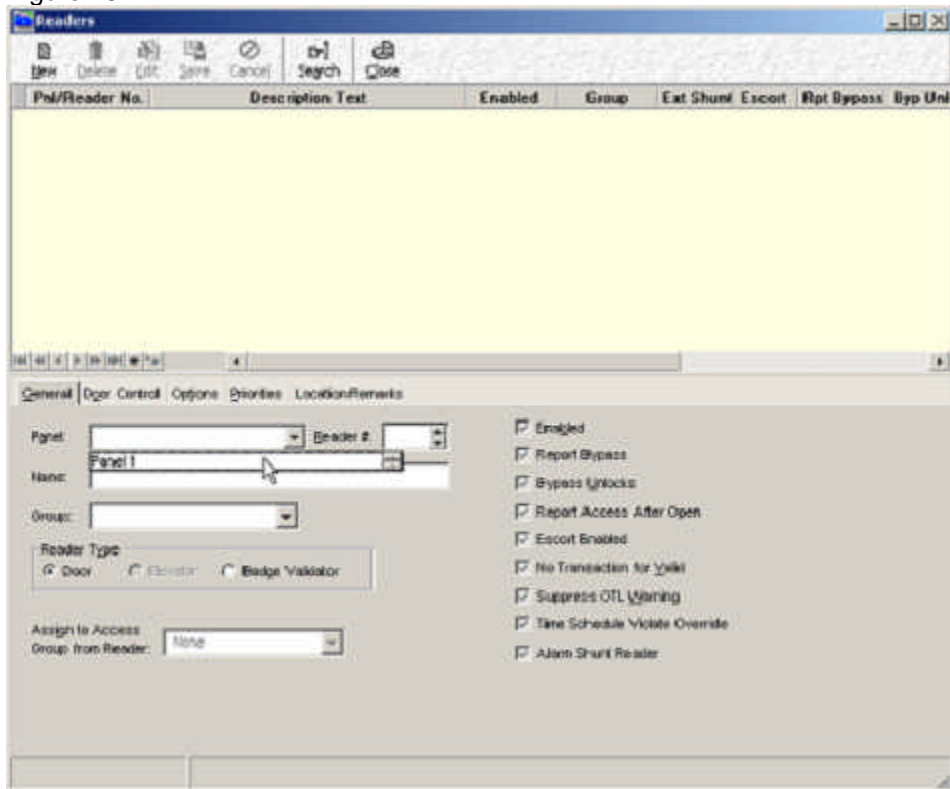 Readers
New Delete Edit Save Cancel Search Close
Pnl/Reader No. Description Text Enabled Group Ext Shunt Escort Rpt Bypass Byp Unl
General Door Control Options Priorities Location/Remarks
Panel: Reader #:
Panel 1
Name:
Group:
Reader Type
Door Elevator Badge Validator
Assign to Access
Group from Reader: None
Enabled
Report Bypass
Bypass Unlocks
Report Access After Open
Escort Enabled
No Transaction for Valid
Suppress OTL Warning
Time Schedule Violate Override
Alarm Shunt Reader